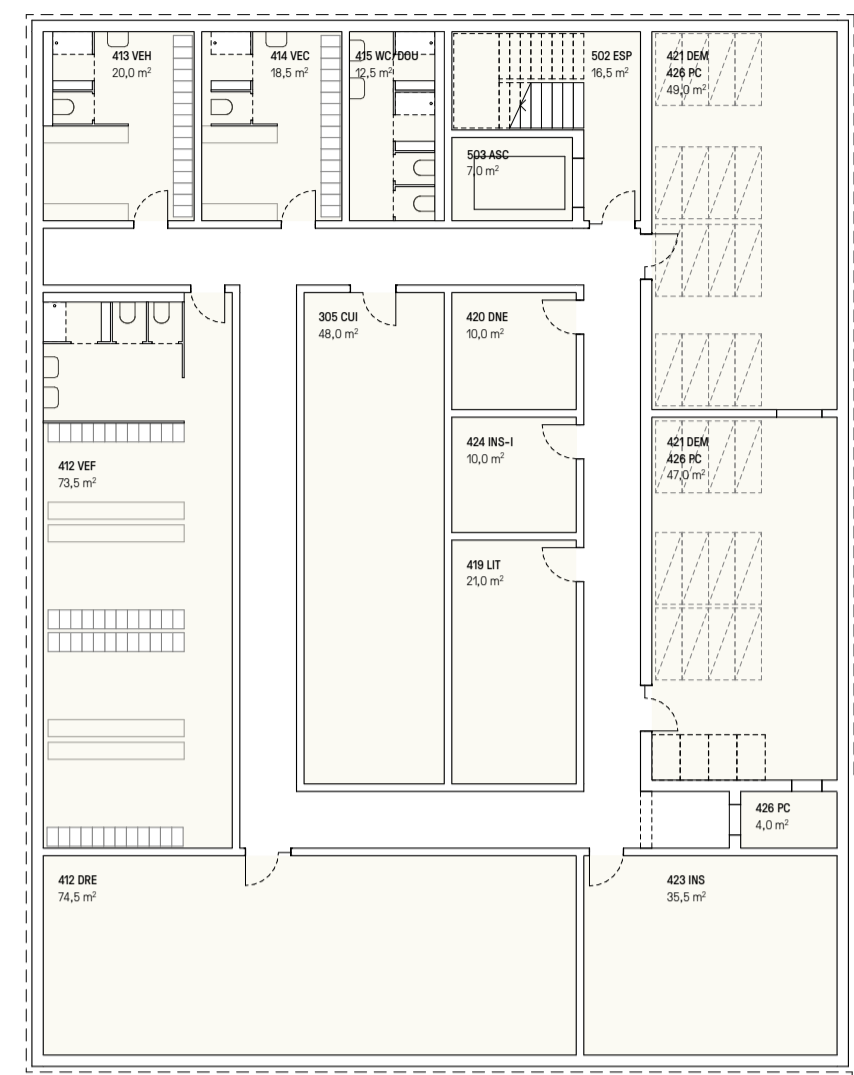 413 VEH
20,0 m²
414 VEC
18,5 m²
415 WC/DOU
12,5 m²
502 ESP
16,5 m²
421 DEM
426 PC
49,0 m²
503 ASC
7,0 m²
305 CUI
48,0 m²
420 DNE
10,0 m²
424 INS-I
10,0 m²
421 DEM
426 PC
47,0 m²
412 VEF
73,5 m²
419 LIT
21,0 m²
426 PC
4,0 m²
412 DRE
74,5 m²
423 INS
35,5 m²